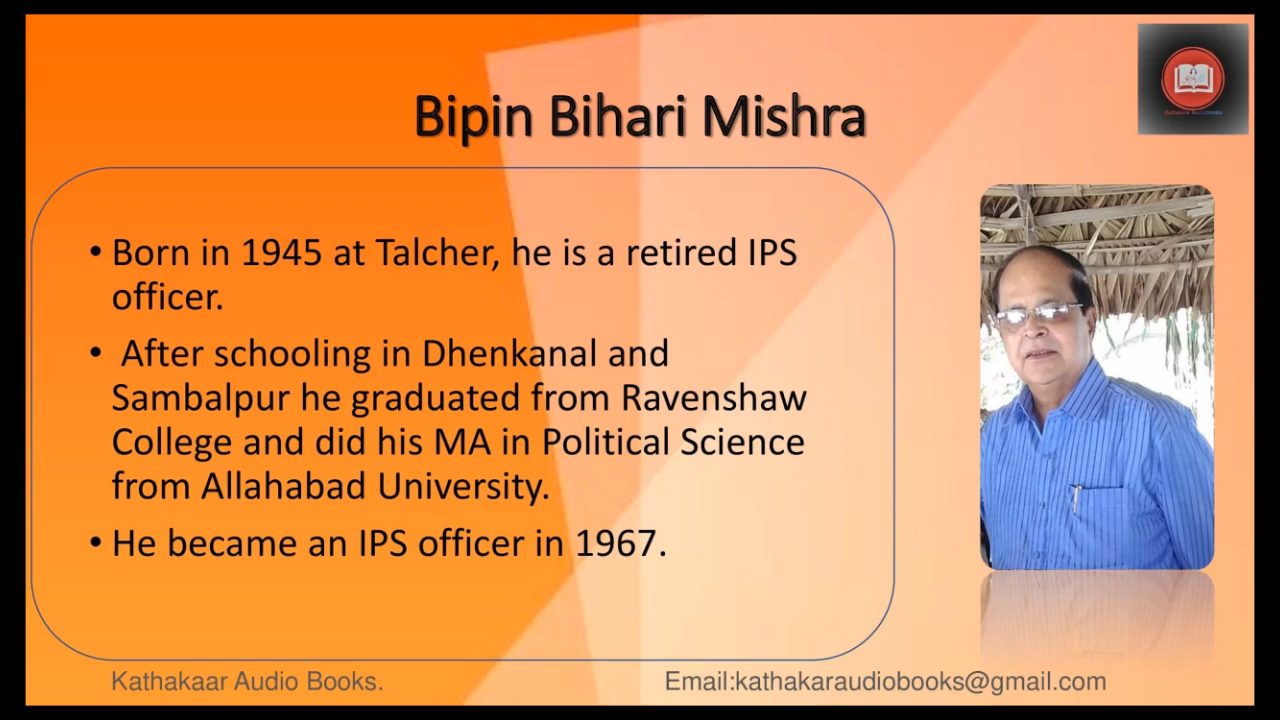 Bipin Bihari Mishra
• Born in 1945 at Talcher, he is a retired IPS
officer.
• After schooling in Dhenkanal and
Sambalpur he graduated from Ravenshaw
College and did his MA in Political Science
from Allahabad University.
• He became an IPS officer in 1967.
Kathakaar Audio Books.
Email:kathakaraudiobooks@gmail.com
Kathakaar Audiobooks